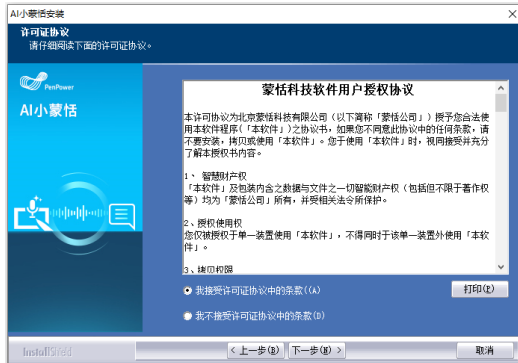 AI小蒙恬安装
许可证协议
请仔细阅读下面的许可证协议。
PenPower
AI小蒙恬
蒙恬科技软件用户授权协议
本许可协议为北京蒙恬科技有限公司（以下简称「蒙恬公司」）授予您合法使
用本软件程序(「本软件」)之协议书，如果您不同意此协议中的任何条款，请
不要安装，拷贝或使用「本软件」。您于使用「本软件」时，视同接受并充分
了解本授权书内容。
1、 智慧财产权
「本软件」及包装内含之数据与文件之一切智能财产权（包括但不限于著作权
等）均为「蒙恬公司」所有，并受相关法令所保护。
2、授权使用权
您仅被授权于单一装置使用「本软件」，不得同时于该单一装置外使用「本软
件」。
3、拷贝权限
我接受许可证协议中的条款((A)
打印(P)
我不接受许可证协议中的条款(D)
InstallShield
< 上一步(B)
下一步(N) >
取消